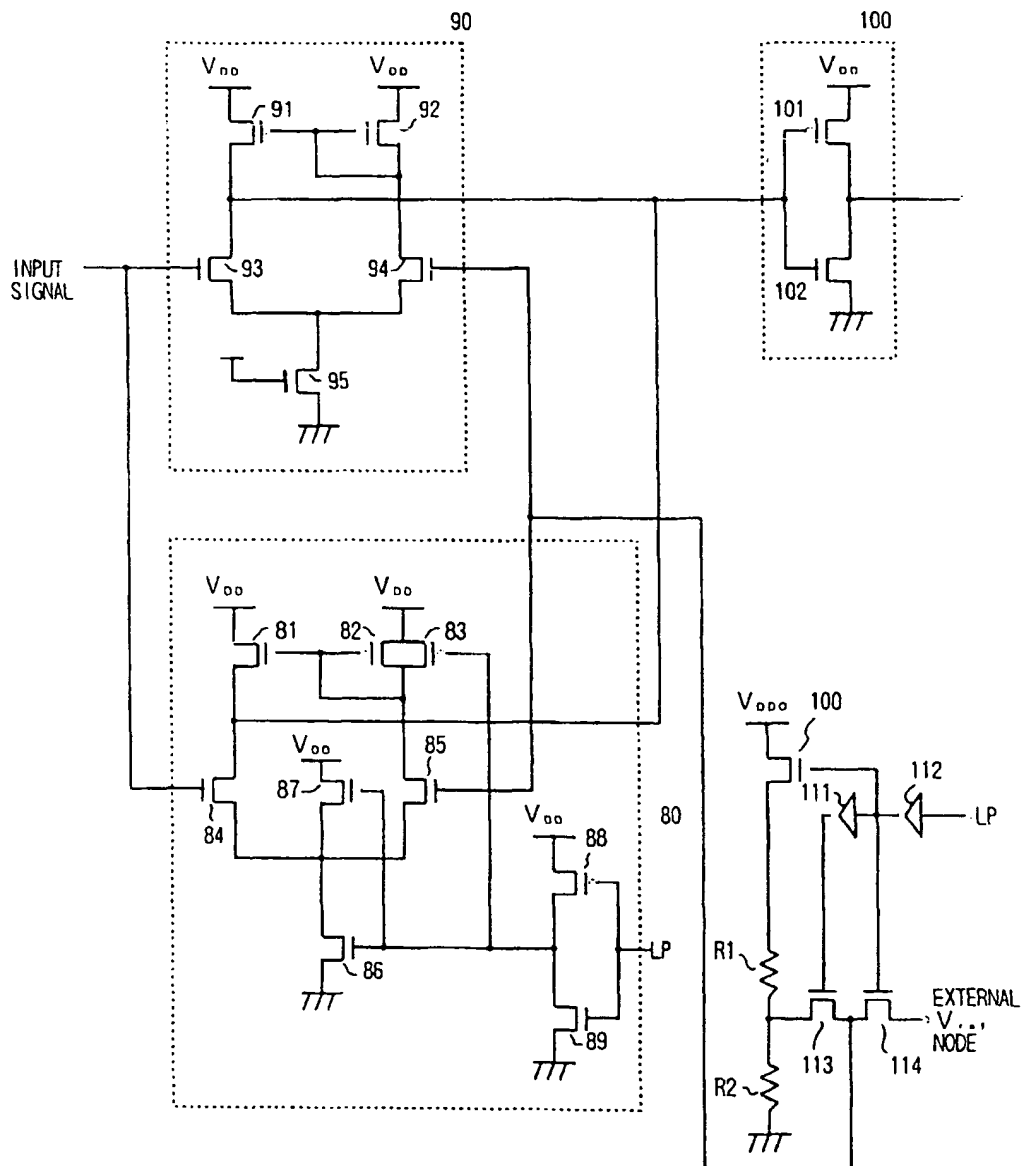 90
100
VDD
VDD
VDD
91
92
101
INPUT
SIGNAL
93
94
102
95
VDD
VDD
81
82
83
VDDQ
100
VDD
85
112
87
111
84
VDD
80
LP
88
86
LP
R1
EXTERNAL
NODE
89
113
114
R2